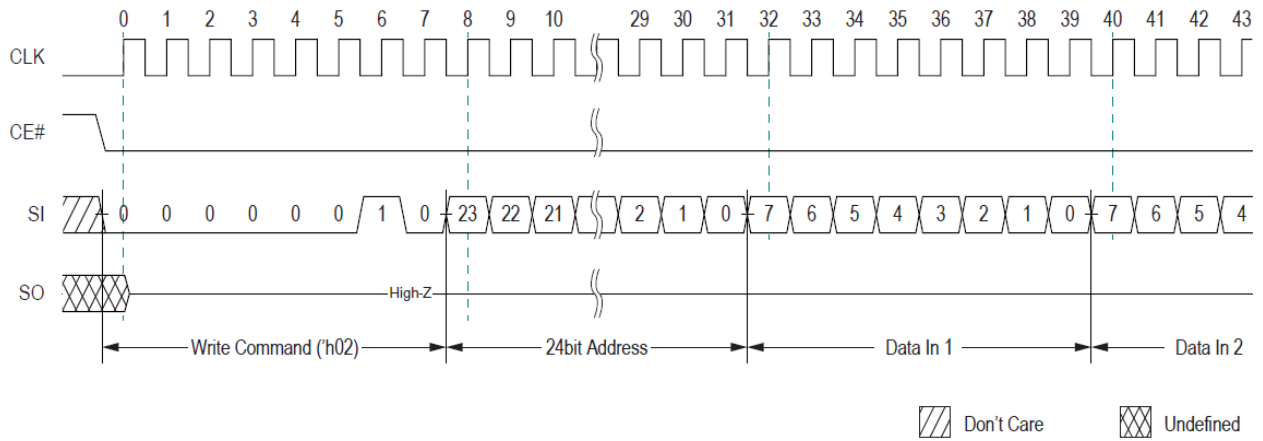 0 1 2 3 4 5 6 7 8 9 10 29 30 31 32 33 34 35 36 37 38 39 40 41 42 43
CLK
CE#
SI 0 0 0 0 0 0 1 0 23 22 21 2 1 0 7 6 5 4 3 2 1 0 7 6 5 4
SO High-Z
Write Command ('h02) 24bit Address Data In 1 Data In 2
Don't Care Undefined